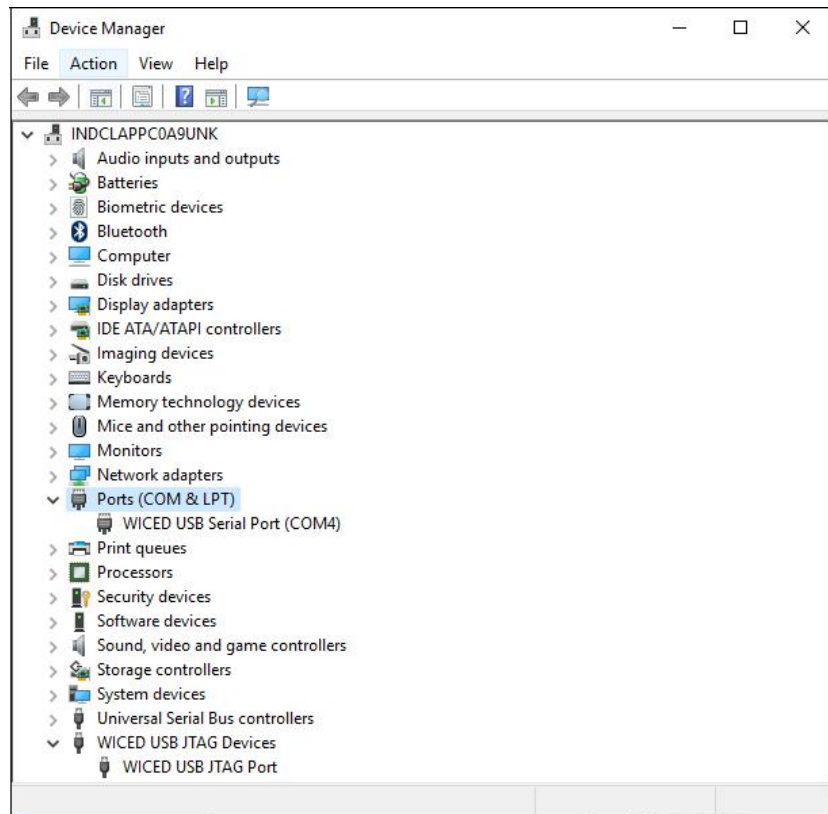 Device Manager
File Action View Help
INDCLAPPC0A9UNK
Audio inputs and outputs
Batteries
Biometric devices
Bluetooth
Computer
Disk drives
Display adapters
IDE ATA/ATAPI controllers
Imaging devices
Keyboards
Memory technology devices
Mice and other pointing devices
Monitors
Network adapters
Ports (COM & LPT)
WICED USB Serial Port (COM4)
Print queues
Processors
Security devices
Software devices
Sound, video and game controllers
Storage controllers
System devices
Universal Serial Bus controllers
WICED USB JTAG Devices
WICED USB JTAG Port